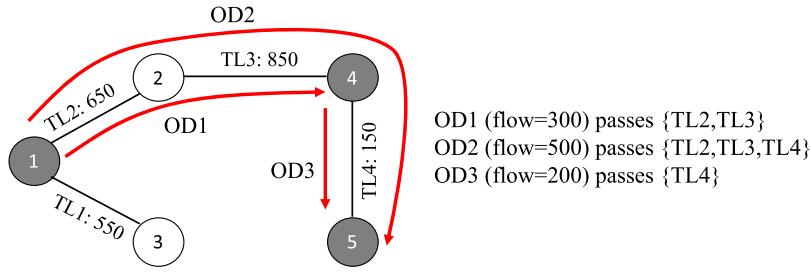 OD2
TL3: 850
2
4
TL2: 650
OD1
1
OD3
TL4: 150
TL1: 550
3
5
OD1 (flow=300) passes {TL2,TL3}
OD2 (flow=500) passes {TL2,TL3,TL4}
OD3 (flow=200) passes {TL4}